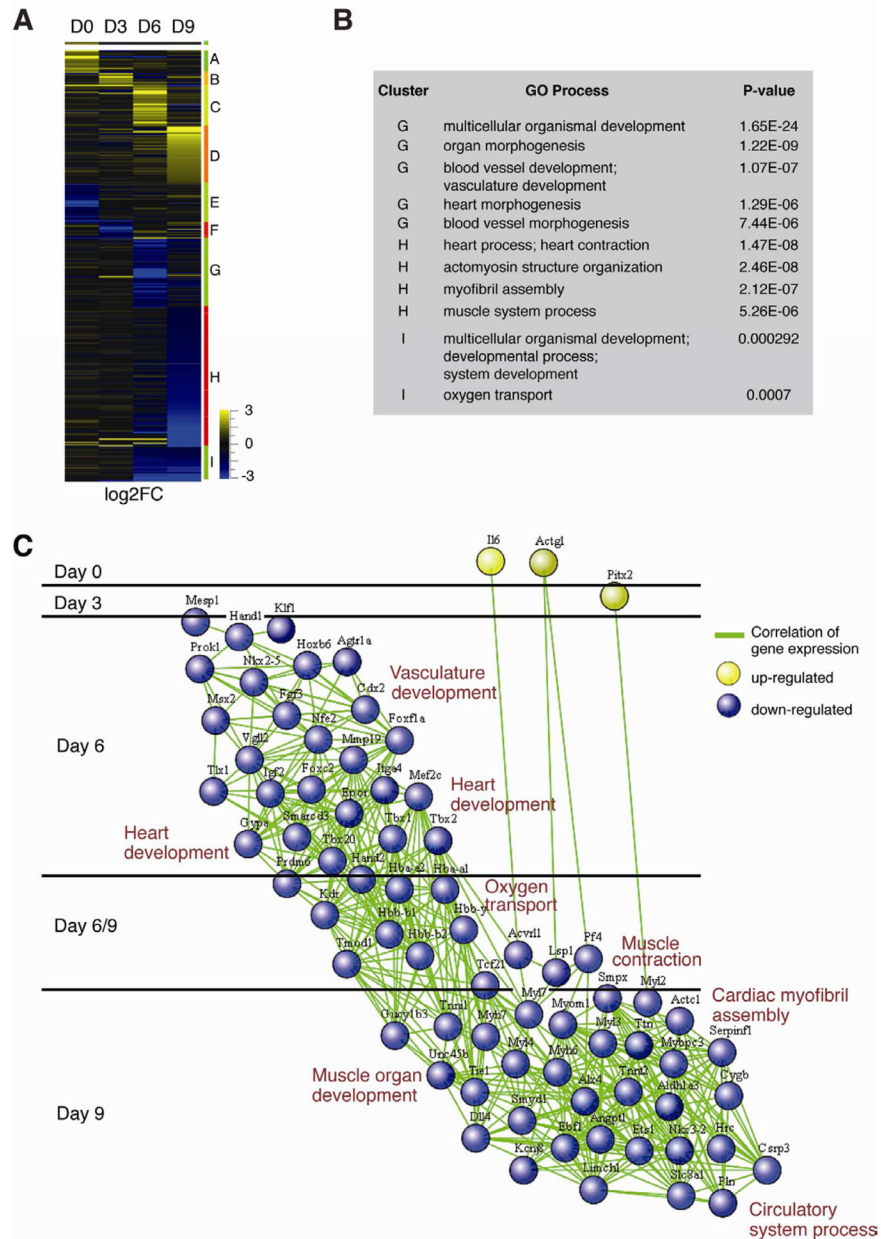 A
D0 D3 D6 D9
A
B
C
D
E
F
G
H
I
3
0
-3
log2FC
B
Cluster GO Process P-value
G multicellular organismal development 1.65E-24
G organ morphogenesis 1.22E-09
G blood vessel development; 1.07E-07
vasculature development
G heart morphogenesis 1.29E-06
G blood vessel morphogenesis 7.44E-06
H heart process; heart contraction 1.47E-08
H actomyosin structure organization 2.46E-08
H myofibril assembly 2.12E-07
H muscle system process 5.26E-06
I multicellular organismal development; 0.000292
developmental process;
system development
I oxygen transport 0.0007
C
Il6 Actg1
Day 0
Pitx2
Day 3
Mesp1
Hand1 Klf1
Correlation of
gene expression
up-regulated
down-regulated
Prok1 Nkx2-5 Hoxb6 Agtr1a
Vasculature
development
Msx2 Fgf3 Cdx2
Nfe2 Foxf1a
Day 6
Vgll2 Mmp19
Tlx1 Igf2 Foxc2 Itga4 Mef2c
Heart
development
Epor
Heart
development
Gypa Smarcd3 Tbx1 Tbx2
Tbx20
Prdm6 Hand2 Hba-a2 Hba-a1
Oxygen
transport
Day 6/9
Kdr
Hbb-b1 Hbb-b2 Hbb-y
Tmod1
Acvrl1 Lsp1 Pf4
Muscle
contraction
Tcf21
Smpx Myl2
Cardiac myofibril
assembly
Gucy1b3 Tnni1 Myh7 Myl7 Myom1 Actc1
Myl3 Ttn Mybpc3 Serpinf1
Unc45b Myl4 Myh6
Muscle organ
development
Tie1 Alx4 Tnnt2 Aldh1a3 Cygb
Day 9
Dll4 Smyd1 Angpt1
Ebf1 Ets1 Nkx3-2 Hrc
Kcnj8 Limch1 Slc8a1 Pln Csrp3
Circulatory
system process